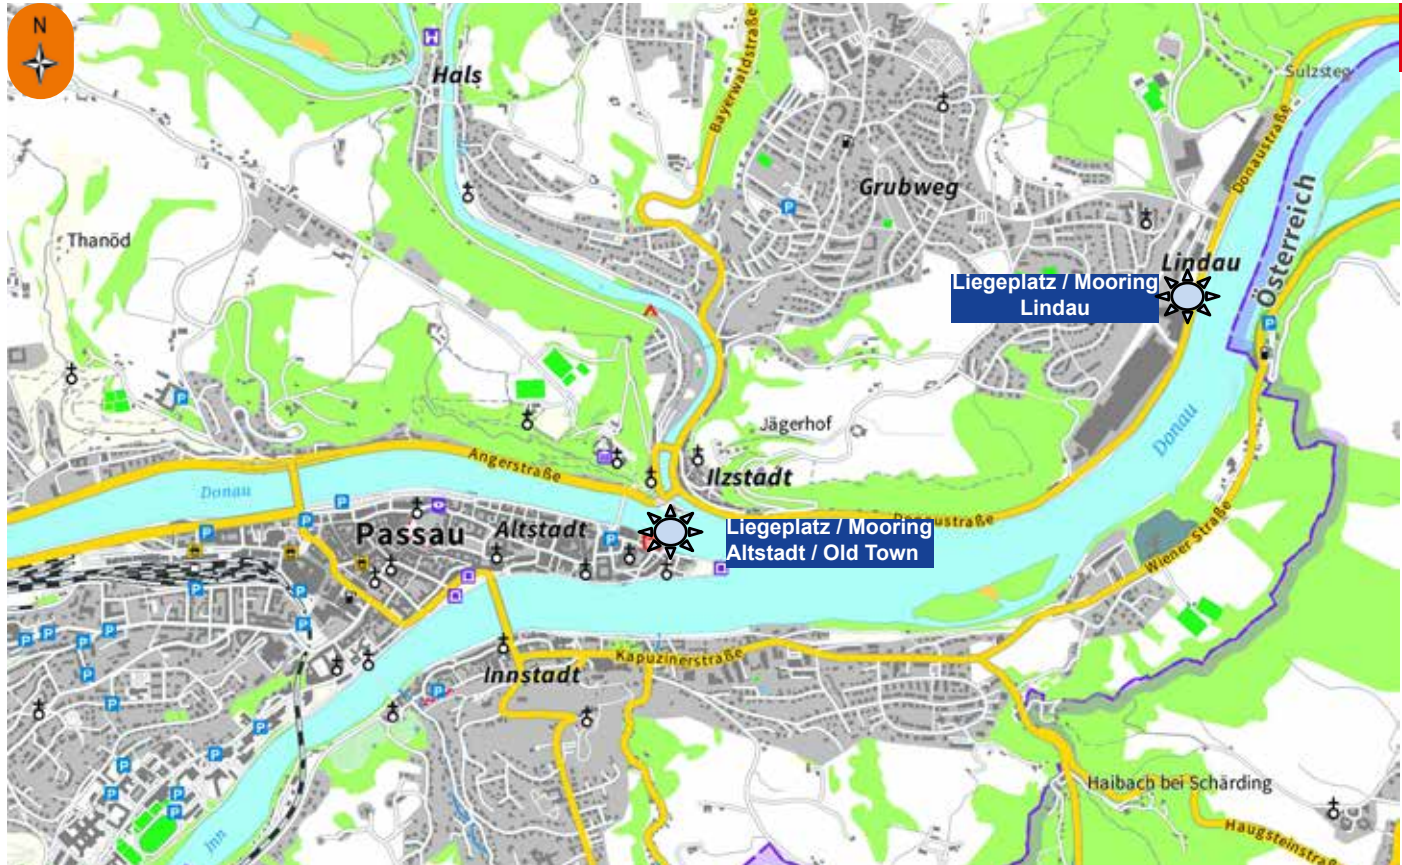 N
Hals
Bayerwaldstraße
Sulzsteg
Donaustraße
Grubweg
Österreich
Thanöd
P
Lindau
Liegeplatz / Mooring
Lindau
P
P
Jägerhof
Donau
Angerstraße
Ilzstadt
Donau
P
Passau
Altstadt
P
P
P
Liegeplatz / Mooring
Altstadt / Old Town
Donaustraße
Wiener Straße
P
P
P
P
P
P
P
Kapuzinerstraße
Innstadt
P
P
P
P
P
P
P
P
Haibach bei Schärding
Haugsteinstra
Inn